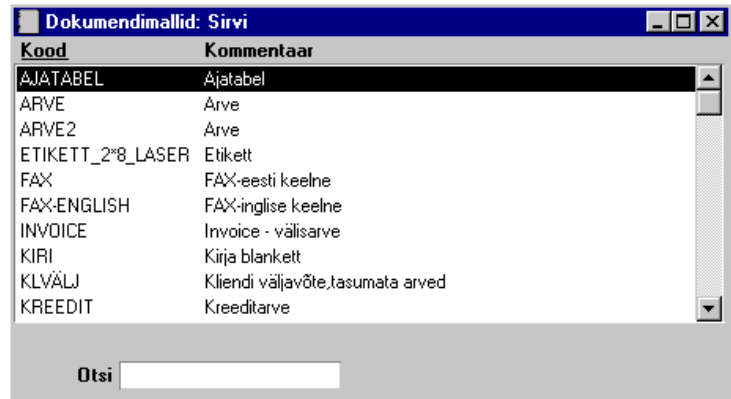 Dokumendimallid: Sirvi
Kood Kommentaar
AJATABEL Ajatabel
ARVE Arve
ARVE2 Arve
ETIKETT_2*8_LASER Etikett
FAX FAX-eesti keelne
FAX-ENGLISH FAX-inglise keelne
INVOICE Invoice - välisarve
KIRI Kirja blankett
KLVÄLJ Kliendi väljavõte,tasumata arved
KREEDIT Kreeditarve
Otsi